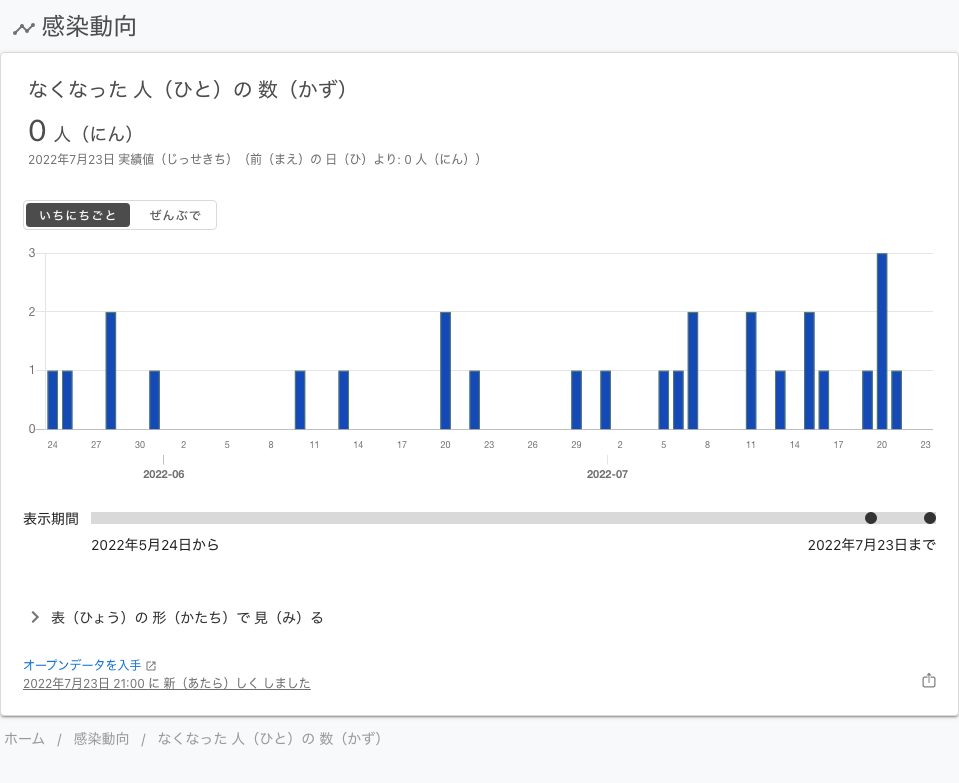 感染動向
なくなった 人（ひと）の 数（かず）
0 人（にん）
2022年7月23日 実績値（じっせきち）（前（まえ）の 日（ひ）より: 0 人（にん））
いちにちごと ぜんぶで
3
2
1
0
24 27 30 2 5 8 11 14 17 20 23 26 29 2 5 8 11 14 17 20 23
2022-06 2022-07
表示期間
2022年5月24日から 2022年7月23日まで
表（ひょう）の 形（かたち）で 見（み）る
オープンデータを入手
2022年7月23日 21:00 に 新（あたら）しく しました
ホーム / 感染動向 / なくなった 人（ひと）の 数（かず）